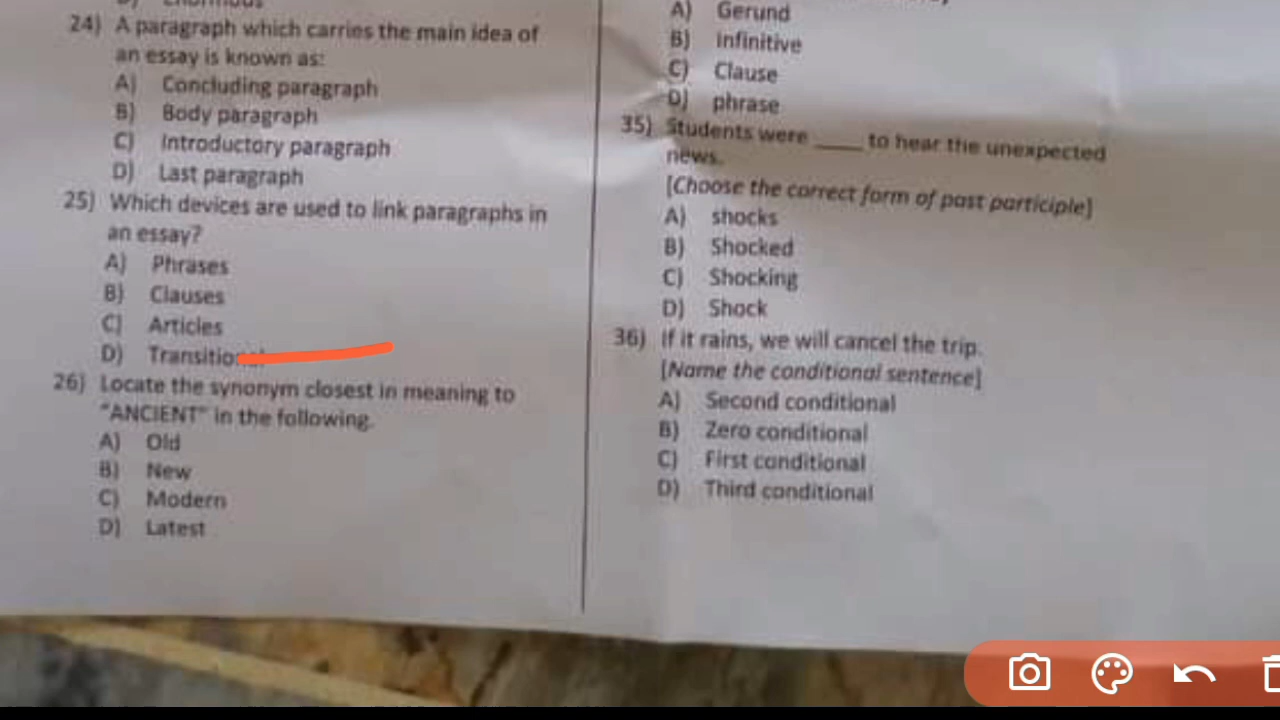 24) A paragraph which carries the main idea of
an essay is known as:
A) Concluding paragraph
B) Body paragraph
C) Introductory paragraph
D) Last paragraph
25) Which devices are used to link paragraphs in
an essay?
A) Phrases
B) Clauses
C) Articles
D)
26) Locate the synonym closest in meaning to
"ANCIENT" in the following.
A) Old
B) New
C) Modern
D) Latest
A) Gerund
B) Infinitive
C) Clause
D) phrase
35) Students were ____ to hear the unexpected
news.
[Choose the correct form of past participle]
A) shocks
B) Shocked
C) Shocking
D) Shock
36) If it rains, we will cancel the trip.
[Name the conditional sentence]
A) Second conditional
B) Zero conditional
C) First conditional
D) Third conditional